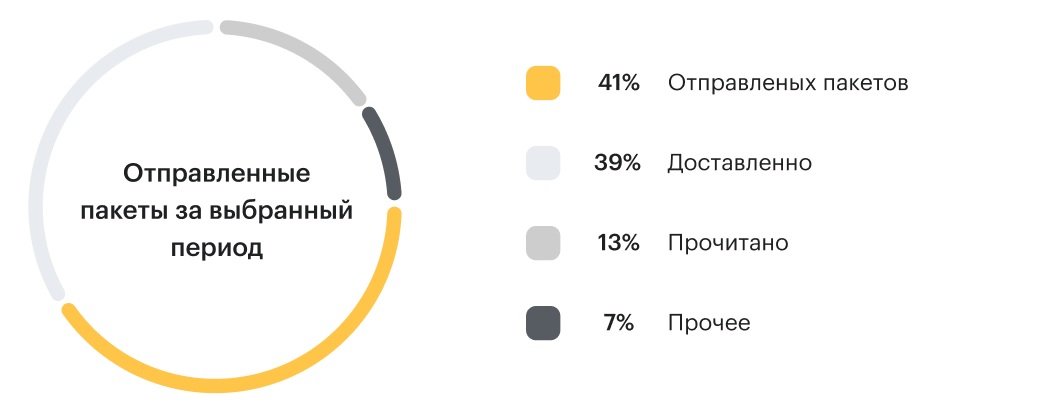 Отправленные
пакеты за выбранный
период
41% Отправленых пакетов
39% Доставленно
13% Прочитано
7% Прочее